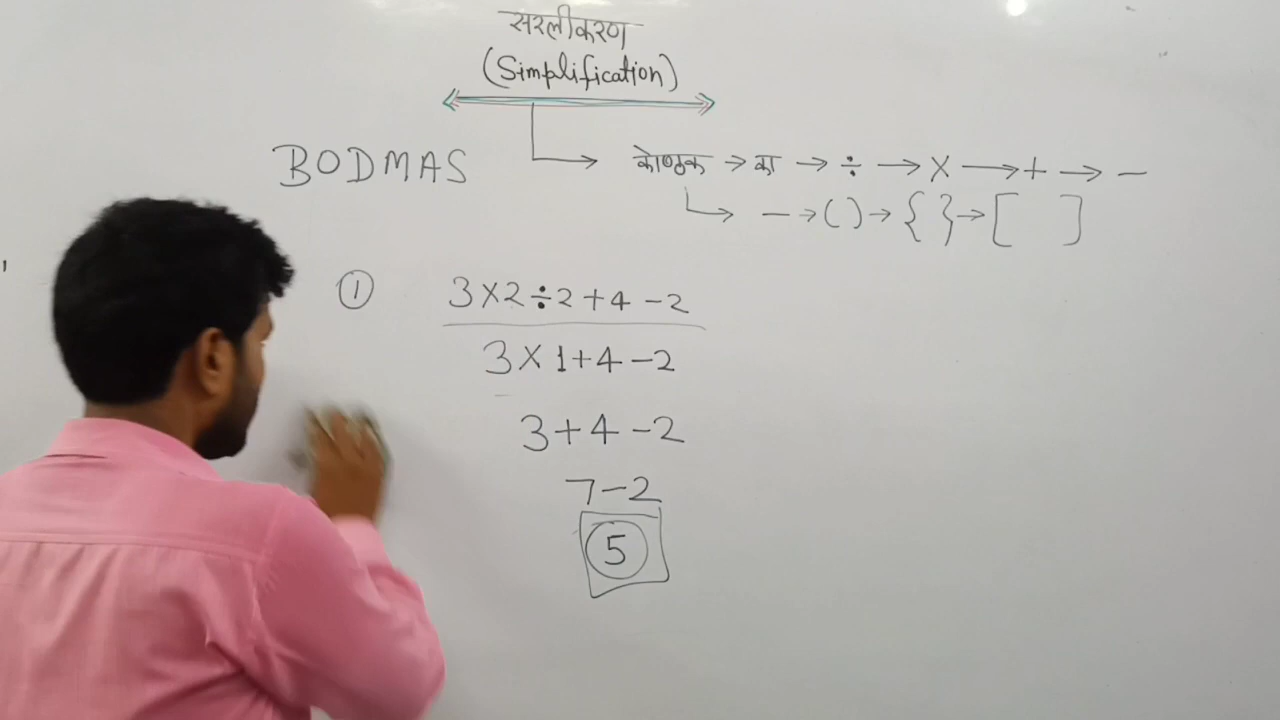 सरलीकरण
(Simplification)
BODMAS
कोष्ठक → का → ÷ → × → + → −
— → ( ) → { } → [ ]
① 3×2÷2+4−2
3×1+4−2
3+4−2
7−2
5